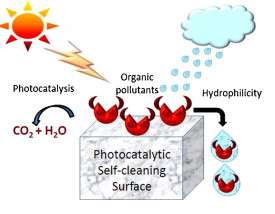 Photocatalysis
Organic
pollutants
Hydrophilicity
CO₂ + H₂O
Photocatalytic
Self-cleaning
Surface